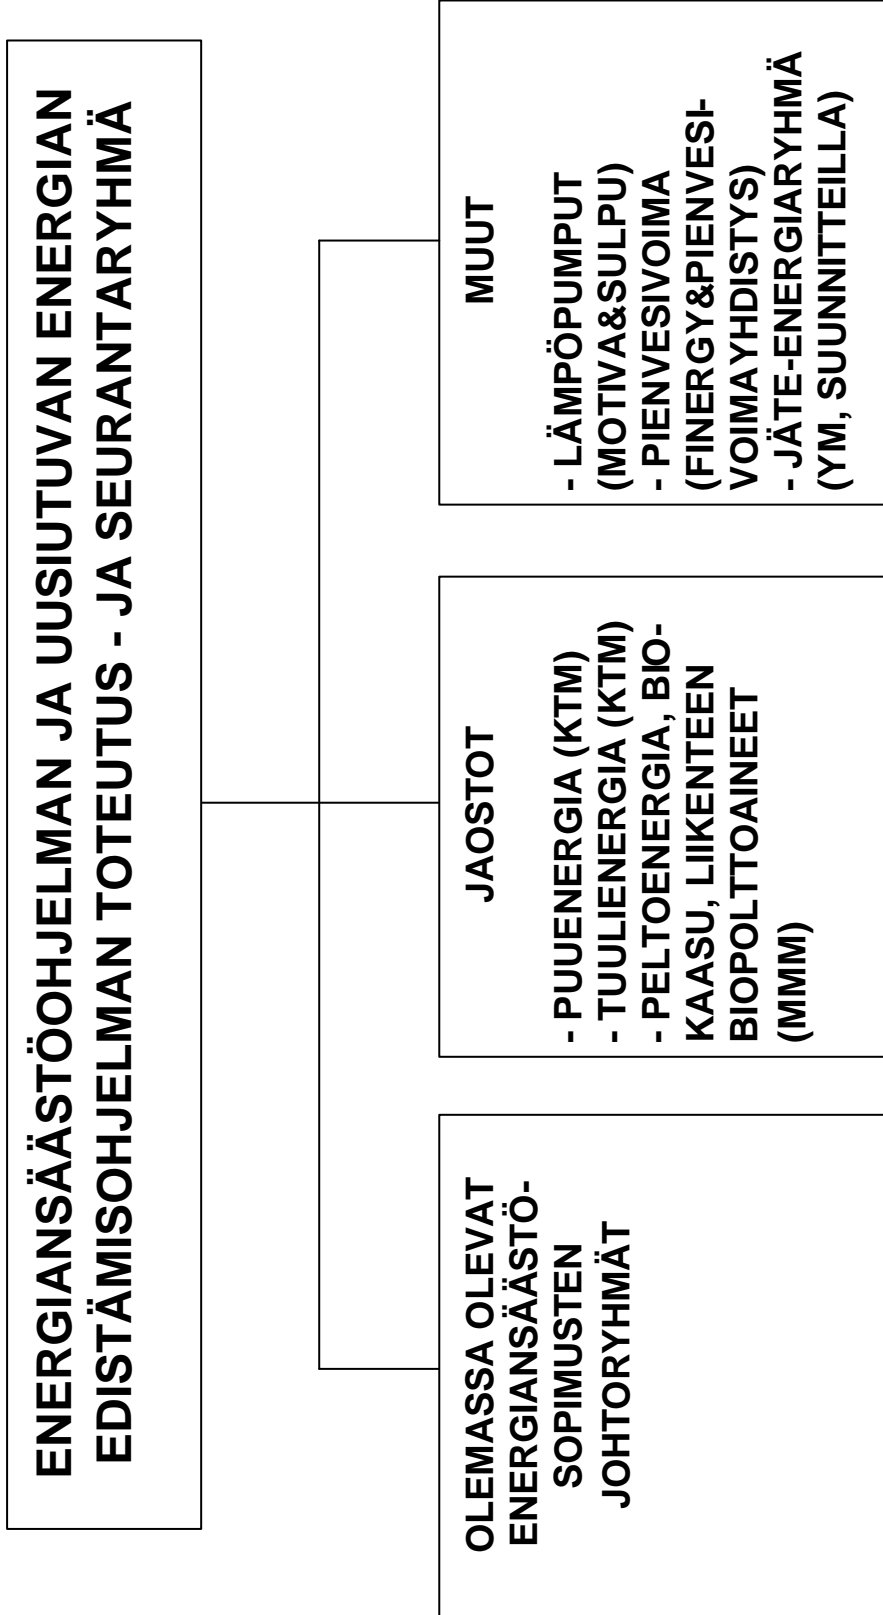 ENERGIANSÄÄSTÖOHJELMAN JA UUSIUTUVAN ENERGIAN
EDISTÄMISOHJELMAN TOTEUTUS - JA SEURANTARYHMÄ
OLEMASSA OLEVAT
ENERGIANSÄÄSTÖ-
SOPIMUSTEN
JOHTORYHMÄT
JAOSTOT
- PUUENERGIA (KTM)
- TUULIENERGIA (KTM)
- PELTOENERGIA, BIO-
KAASU, LIIKENTEEN
BIOPOLTTOAINEET
(MMM)
MUUT
- LÄMPÖPUMPUT
(MOTIVA&SULPU)
- PIENVESIVOIMA
(FINERGY&PIENVESI-
VOIMAYHDISTYS)
- JÄTE-ENERGIARYHMÄ
(YM, SUUNNITTEILLA)